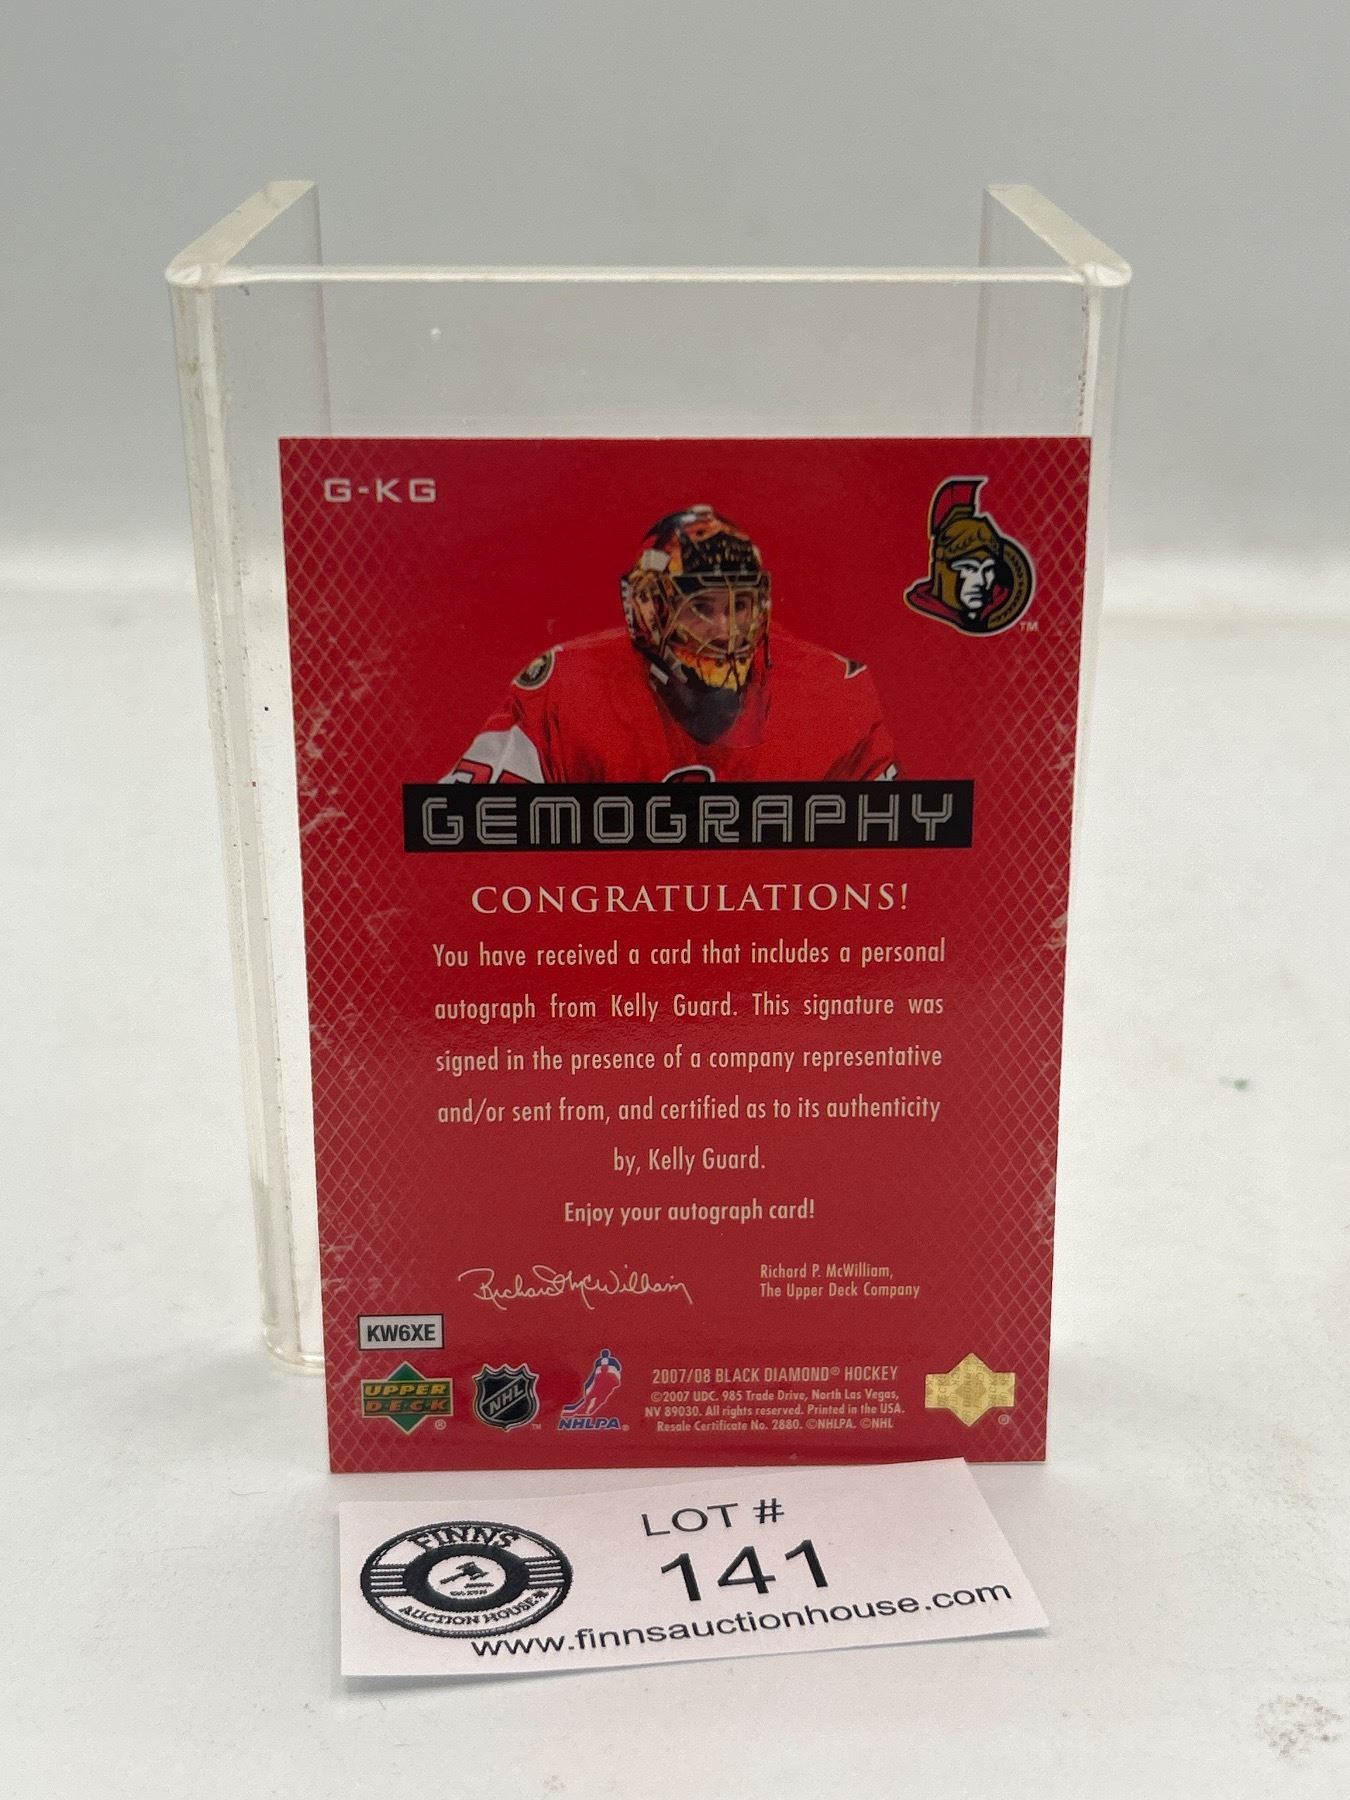 G-KG
TM
GEMOGRAPHY
CONGRATULATIONS!
You have received a card that includes a personal
autograph from Kelly Guard. This signature was
signed in the presence of a company representative
and/or sent from, and certified as to its authenticity
by, Kelly Guard.
Enjoy your autograph card!
Richard McWilliam
Richard P. McWilliam,
The Upper Deck Company
KW6XE
UPPER
DECK
®
NHL
TM
NHLPA®
2007/08 BLACK DIAMOND® HOCKEY
©2007 UDC. 985 Trade Drive, North Las Vegas,
NV 89030. All rights reserved. Printed in the USA.
Resale Certificate No. 2880. ©NHLPA. ©NHL
®
FINNS
AUCTION HOUSE
LOT #
141
www.finnsauctionhouse.com